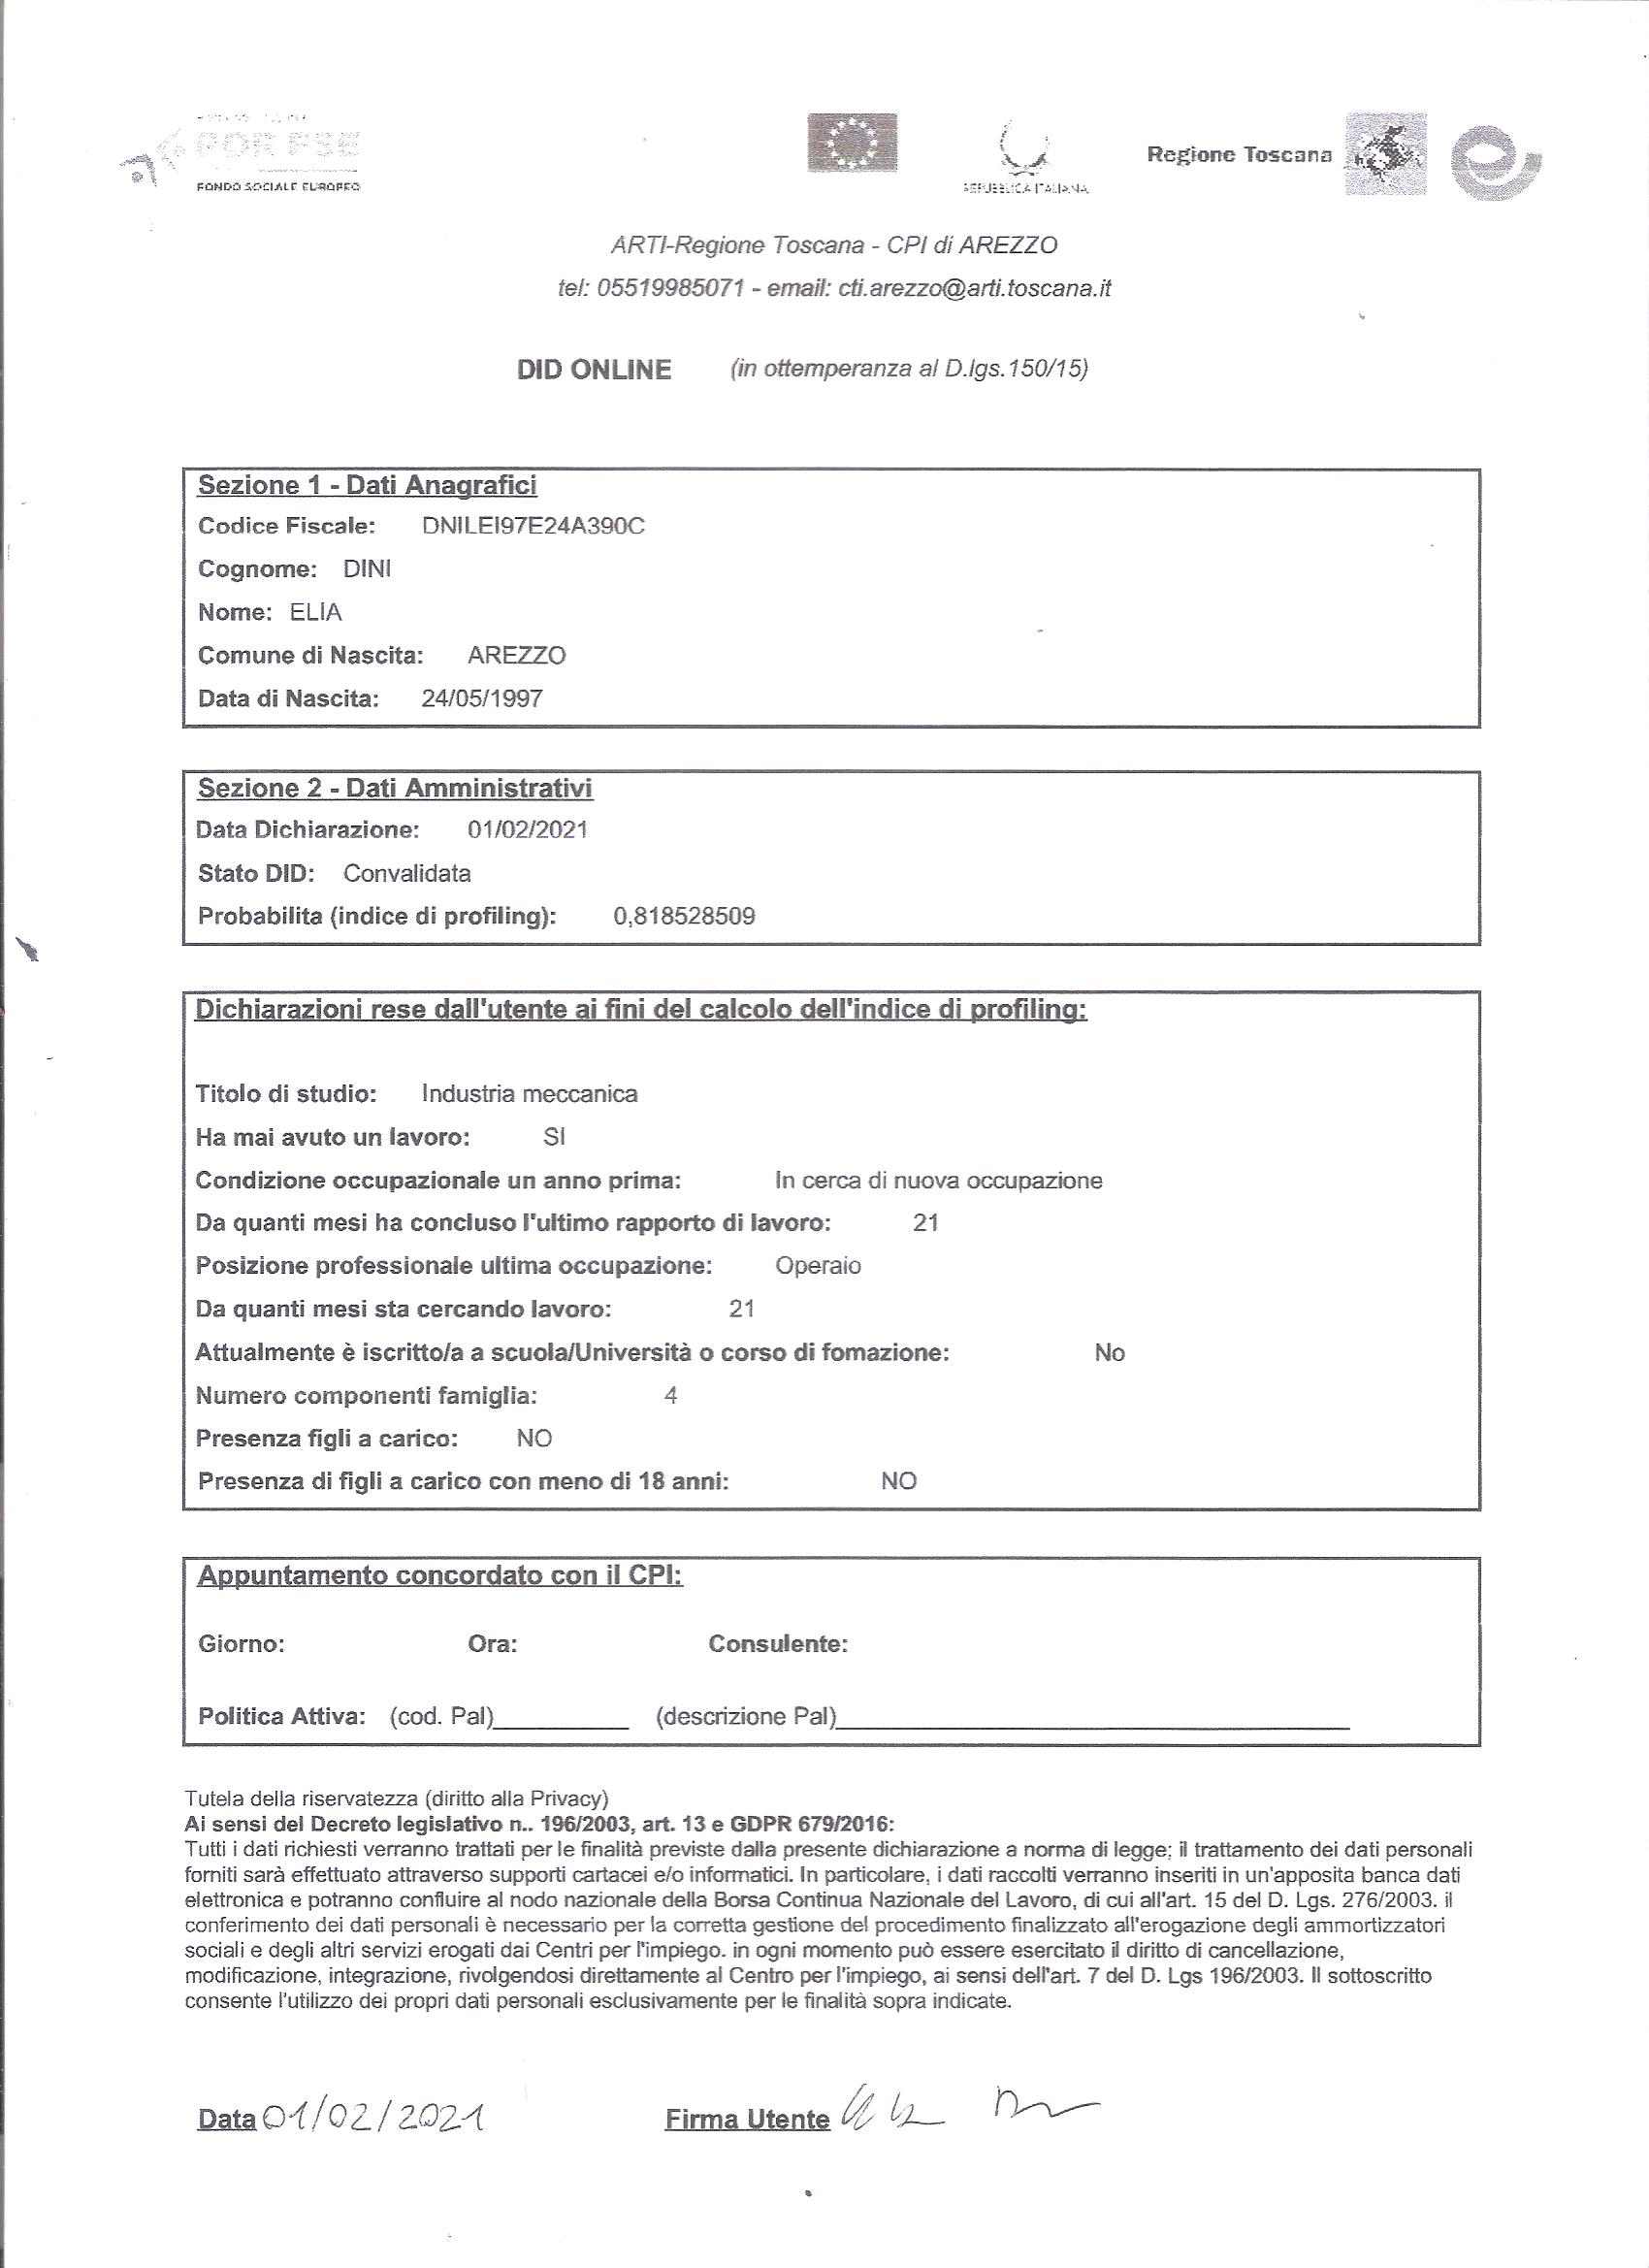 POR FSE
FONDO SOCIALE EUROPEO
REPUBBLICA ITALIANA
Regione Toscana
ARTI-Regione Toscana - CPI di AREZZO
tel: 05519985071 - email: cti.arezzo@arti.toscana.it
DID ONLINE (in ottemperanza al D.lgs.150/15)
Sezione 1 - Dati Anagrafici
Codice Fiscale: DNILEI97E24A390C
Cognome: DINI
Nome: ELIA
Comune di Nascita: AREZZO
Data di Nascita: 24/05/1997
Sezione 2 - Dati Amministrativi
Data Dichiarazione: 01/02/2021
Stato DID: Convalidata
Probabilita (indice di profiling): 0,818528509
Dichiarazioni rese dall'utente ai fini del calcolo dell'indice di profiling:
Titolo di studio: Industria meccanica
Ha mai avuto un lavoro: SI
Condizione occupazionale un anno prima: In cerca di nuova occupazione
Da quanti mesi ha concluso l'ultimo rapporto di lavoro: 21
Posizione professionale ultima occupazione: Operaio
Da quanti mesi sta cercando lavoro: 21
Attualmente è iscritto/a a scuola/Università o corso di fomazione: No
Numero componenti famiglia: 4
Presenza figli a carico: NO
Presenza di figli a carico con meno di 18 anni: NO
Appuntamento concordato con il CPI:
Giorno: Ora: Consulente:
Politica Attiva: (cod. Pal)__________ (descrizione Pal)______________________________________
Tutela della riservatezza (diritto alla Privacy)
Ai sensi del Decreto legislativo n.. 196/2003, art. 13 e GDPR 679/2016:
Tutti i dati richiesti verranno trattati per le finalità previste dalla presente dichiarazione a norma di legge; il trattamento dei dati personali
forniti sarà effettuato attraverso supporti cartacei e/o informatici. In particolare, i dati raccolti verranno inseriti in un'apposita banca dati
elettronica e potranno confluire al nodo nazionale della Borsa Continua Nazionale del Lavoro, di cui all'art. 15 del D. Lgs. 276/2003. il
conferimento dei dati personali è necessario per la corretta gestione del procedimento finalizzato all'erogazione degli ammortizzatori
sociali e degli altri servizi erogati dai Centri per l'impiego. in ogni momento può essere esercitato il diritto di cancellazione,
modificazione, integrazione, rivolgendosi direttamente al Centro per l'impiego, ai sensi dell'art. 7 del D. Lgs 196/2003. Il sottoscritto
consente l'utilizzo dei propri dati personali esclusivamente per le finalità sopra indicate.
Data 01/02/2021 Firma Utente